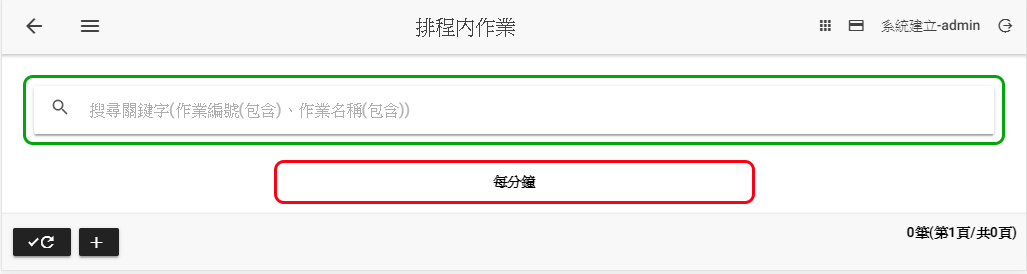 排程內作業
系統建立-admin
搜尋關鍵字(作業編號(包含)、作業名稱(包含))
每分鐘
0筆(第1頁/共0頁)